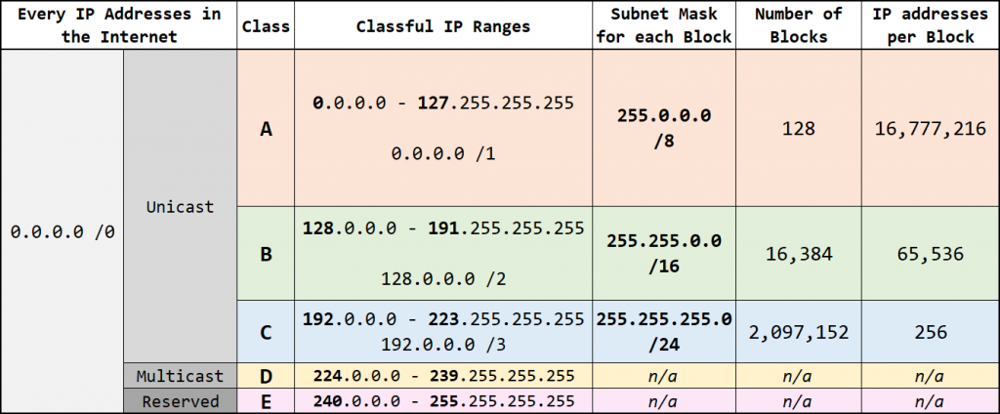 Every IP Addresses in
the Internet
Class
Classful IP Ranges
Subnet Mask
for each Block
Number of
Blocks
IP addresses
per Block
0.0.0.0 /0
Unicast
A
0.0.0.0 - 127.255.255.255
0.0.0.0 /1
255.0.0.0
/8
128
16,777,216
B
128.0.0.0 - 191.255.255.255
128.0.0.0 /2
255.255.0.0
/16
16,384
65,536
C
192.0.0.0 - 223.255.255.255
192.0.0.0 /3
255.255.255.0
/24
2,097,152
256
Multicast
D
224.0.0.0 - 239.255.255.255
n/a
n/a
n/a
Reserved
E
240.0.0.0 - 255.255.255.255
n/a
n/a
n/a